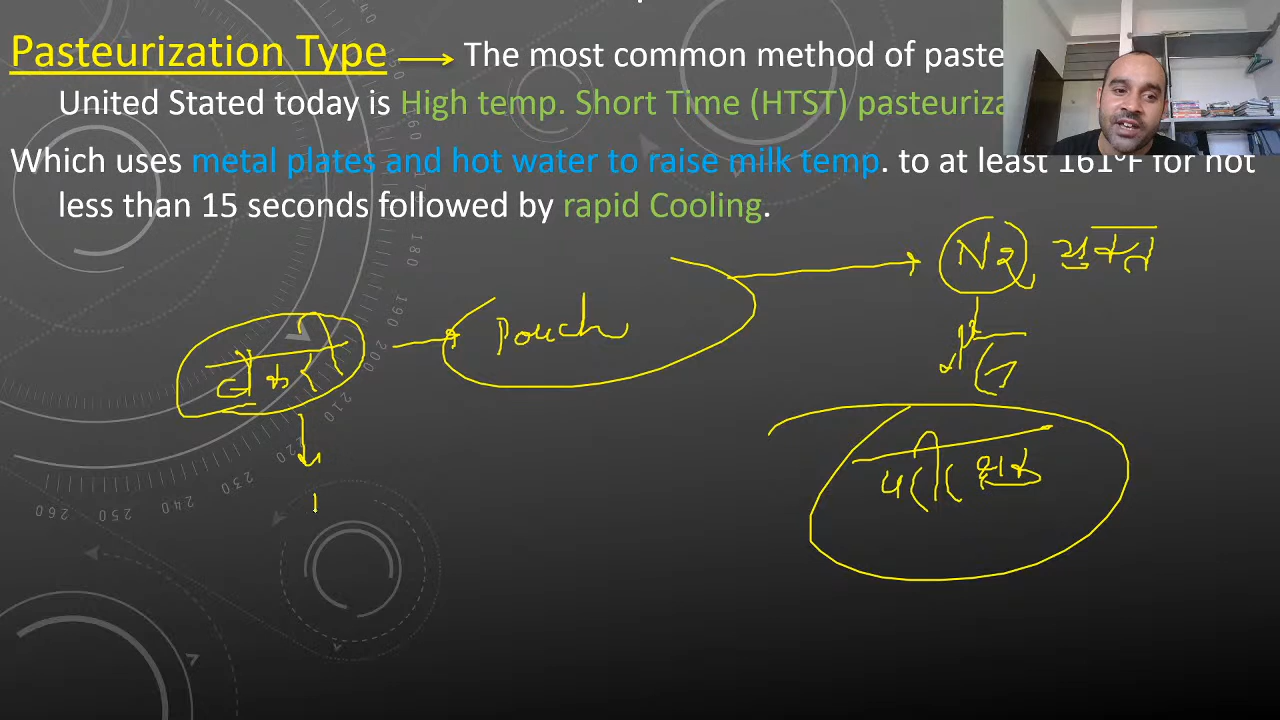 Pasteurization Type → The most common method of paste
United Stated today is High temp. Short Time (HTST) pasteuriza
Which uses metal plates and hot water to raise milk temp. to at least 161°F for not
less than 15 seconds followed by rapid Cooling.
N2 युक्त
Pouch